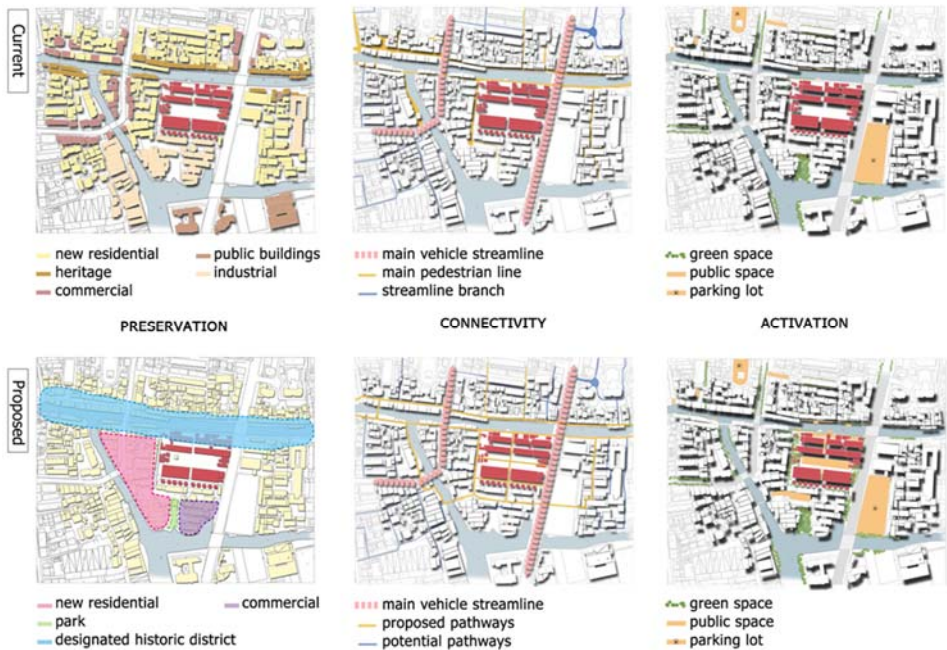 Current
new residential
public buildings
heritage
industrial
commercial
main vehicle streamline
main pedestrian line
streamline branch
green space
public space
parking lot
PRESERVATION
CONNECTIVITY
ACTIVATION
Proposed
new residential
commercial
park
designated historic district
main vehicle streamline
proposed pathways
potential pathways
green space
public space
parking lot